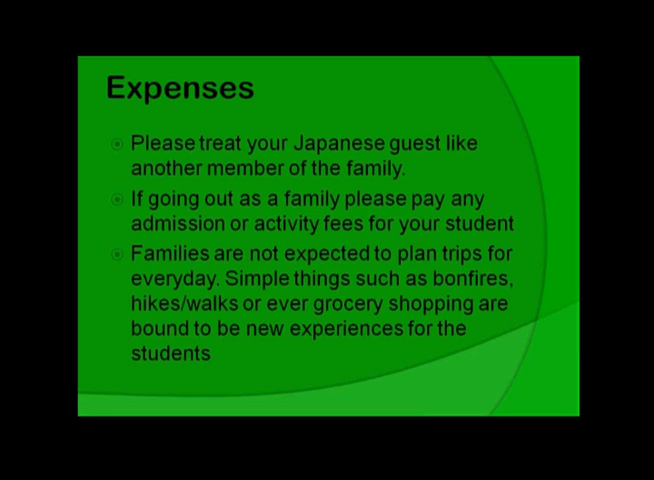 Expenses
Please treat your Japanese guest like
another member of the family.
If going out as a family please pay any
admission or activity fees for your student
Families are not expected to plan trips for
everyday. Simple things such as bonfires,
hikes/walks or ever grocery shopping are
bound to be new experiences for the
students